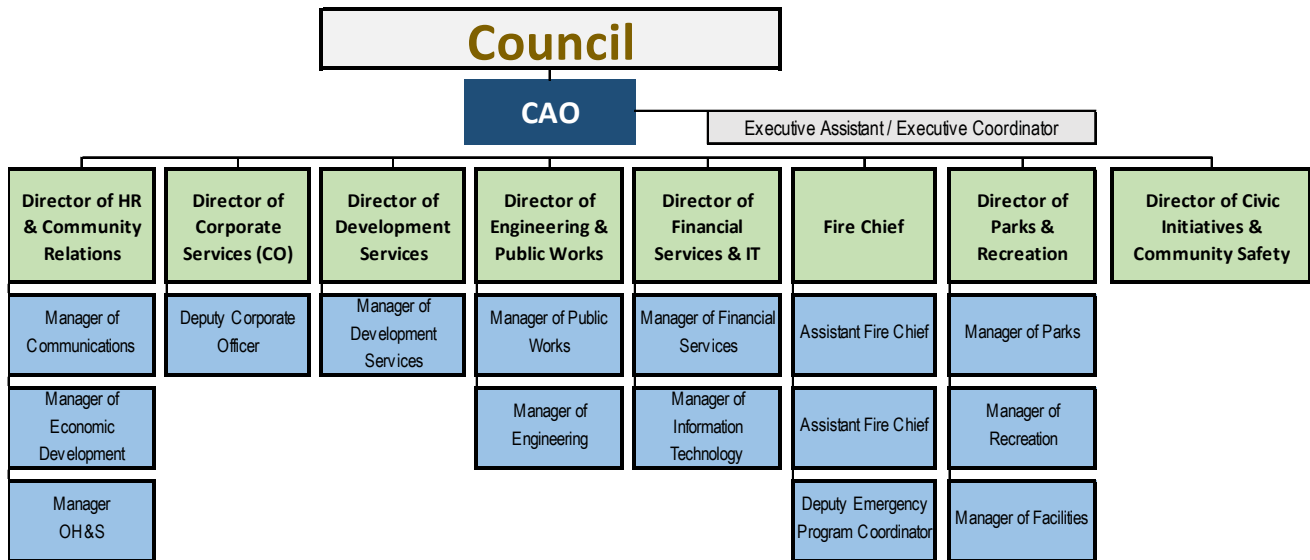 Council
CAO
Executive Assistant / Executive Coordinator
Director of HR
& Community
Relations
Director of
Corporate
Services (CO)
Director of
Development
Services
Director of
Engineering &
Public Works
Director of
Financial
Services & IT
Fire Chief
Director of
Parks &
Recreation
Director of Civic
Initiatives &
Community Safety
Manager of
Communications
Deputy Corporate
Officer
Manager of
Development
Services
Manager of Public
Works
Manager of Financial
Services
Assistant Fire Chief
Manager of Parks
Manager of
Economic
Development
Manager of
Engineering
Manager of
Information
Technology
Assistant Fire Chief
Manager of
Recreation
Manager
OH&S
Deputy Emergency
Program Coordinator
Manager of Facilities